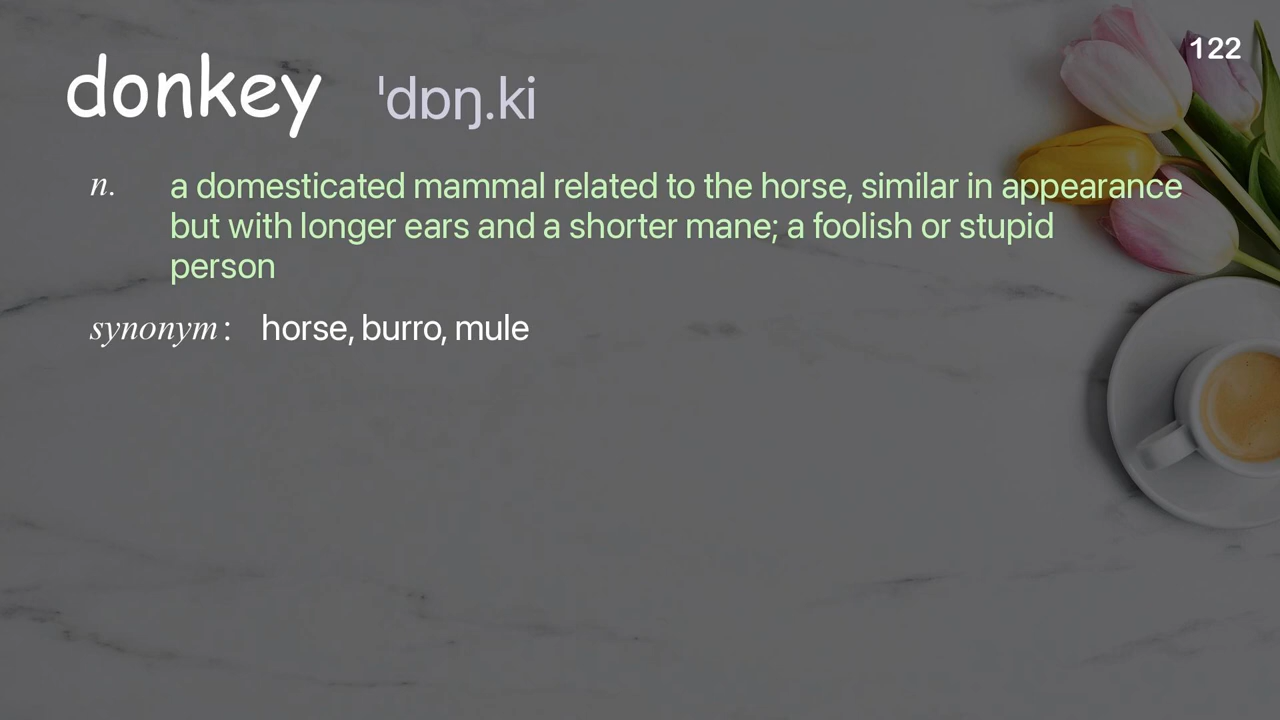 122
donkey ˈdɒŋ.ki
n. a domesticated mammal related to the horse, similar in appearance
but with longer ears and a shorter mane; a foolish or stupid
person
synonym: horse, burro, mule